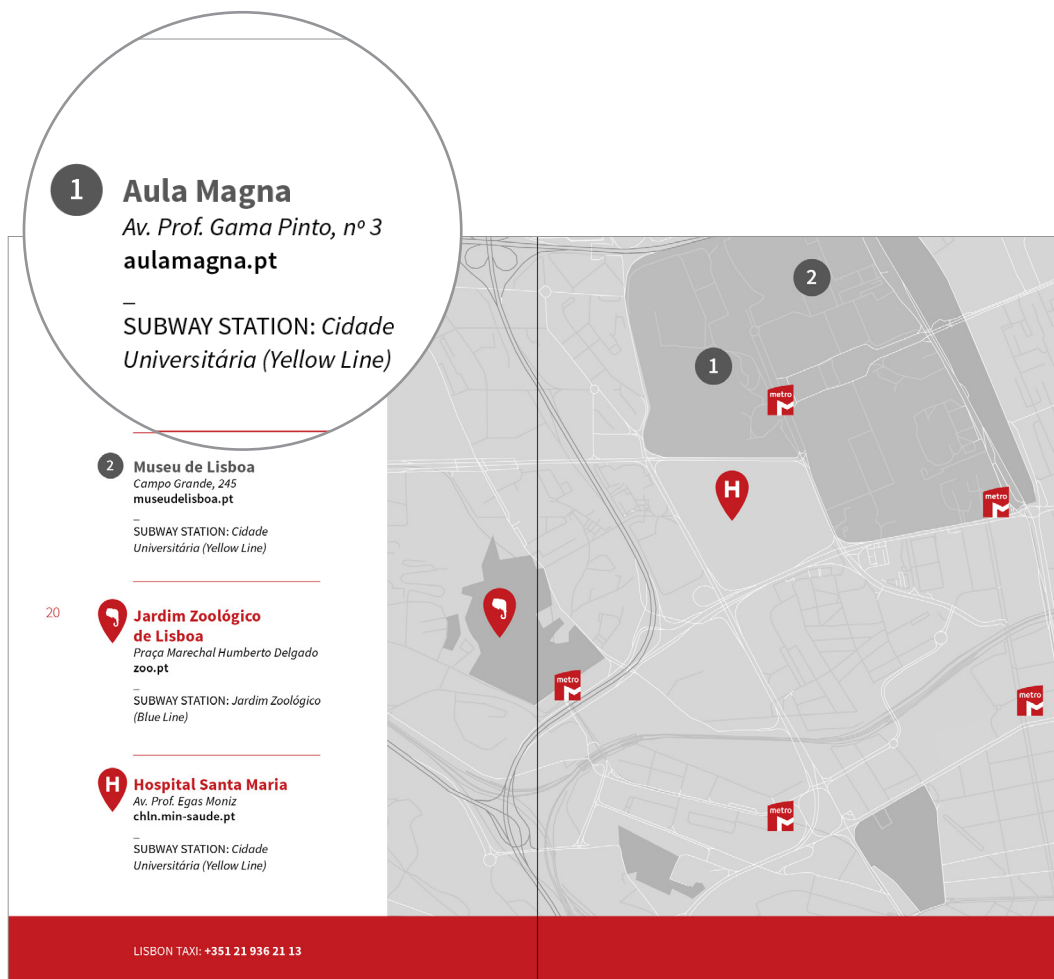 1
Aula Magna
Av. Prof. Gama Pinto, nº 3
aulamagna.pt
_
SUBWAY STATION: Cidade
Universitária (Yellow Line)
2
Museu de Lisboa
Campo Grande, 245
museudelisboa.pt
_
SUBWAY STATION: Cidade
Universitária (Yellow Line)
20
Jardim Zoológico
de Lisboa
Praça Marechal Humberto Delgado
zoo.pt
_
SUBWAY STATION: Jardim Zoológico
(Blue Line)
H
Hospital Santa Maria
Av. Prof. Egas Moniz
chln.min-saude.pt
_
SUBWAY STATION: Cidade
Universitária (Yellow Line)
LISBON TAXI: +351 21 936 21 13
2
1
metro
M
H
metro
M
metro
M
metro
M
metro
M